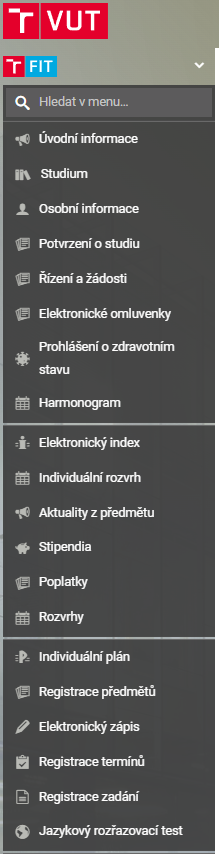 T VUT
T FIT
Hledat v menu...
Úvodní informace
Studium
Osobní informace
Potvrzení o studiu
Řízení a žádosti
Elektronické omluvenky
Prohlášení o zdravotním
stavu
Harmonogram
Elektronický index
Individuální rozvrh
Aktuality z předmětu
Stipendia
Poplatky
Rozvrhy
Individuální plán
Registrace předmětů
Elektronický zápis
Registrace termínů
Registrace zadání
Jazykový rozřazovací test